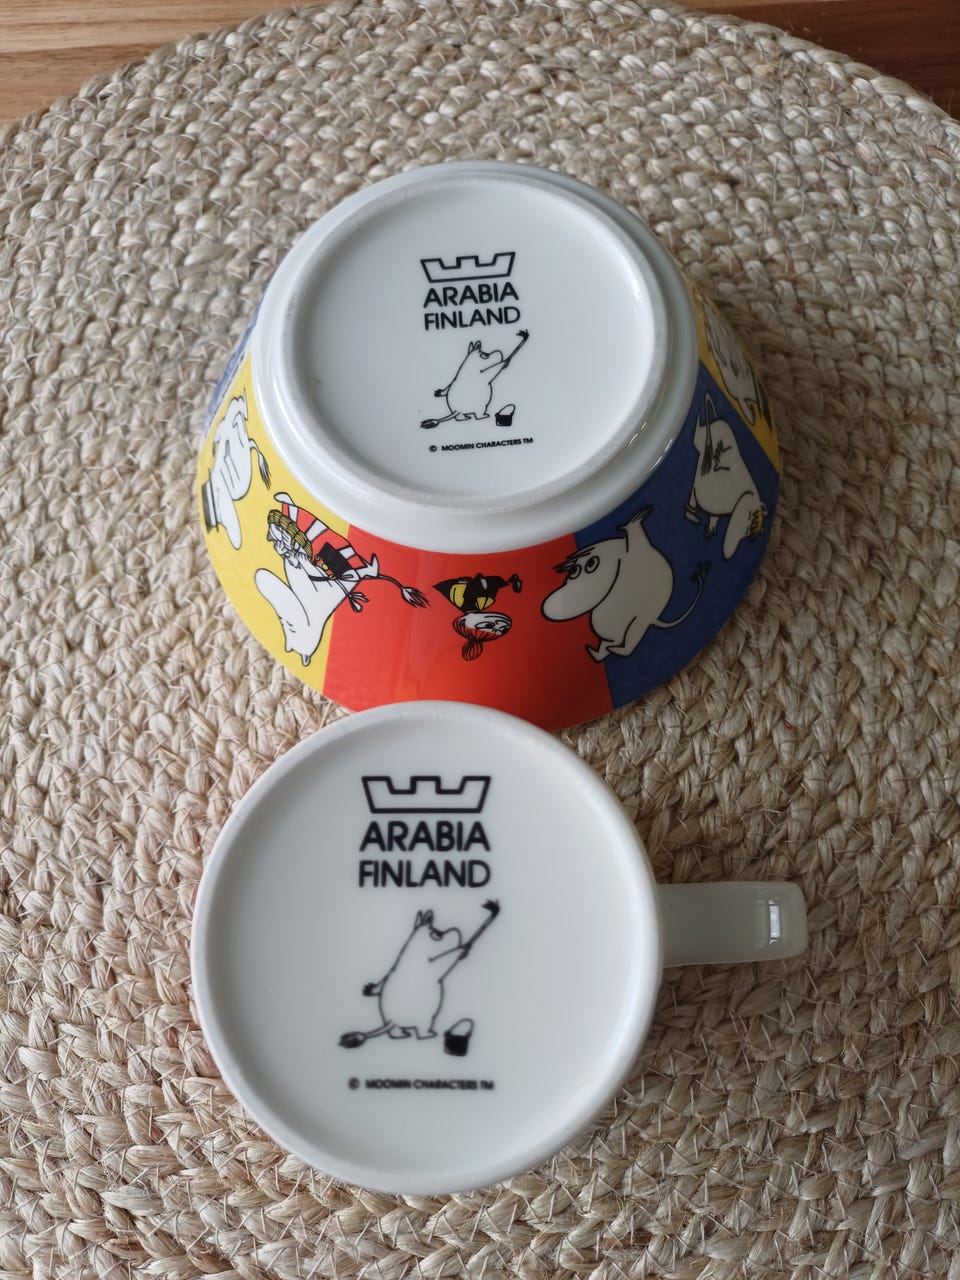 ARABIA
FINLAND
© MOOMIN CHARACTERS TM
ARABIA
FINLAND
© MOOMIN CHARACTERS TM